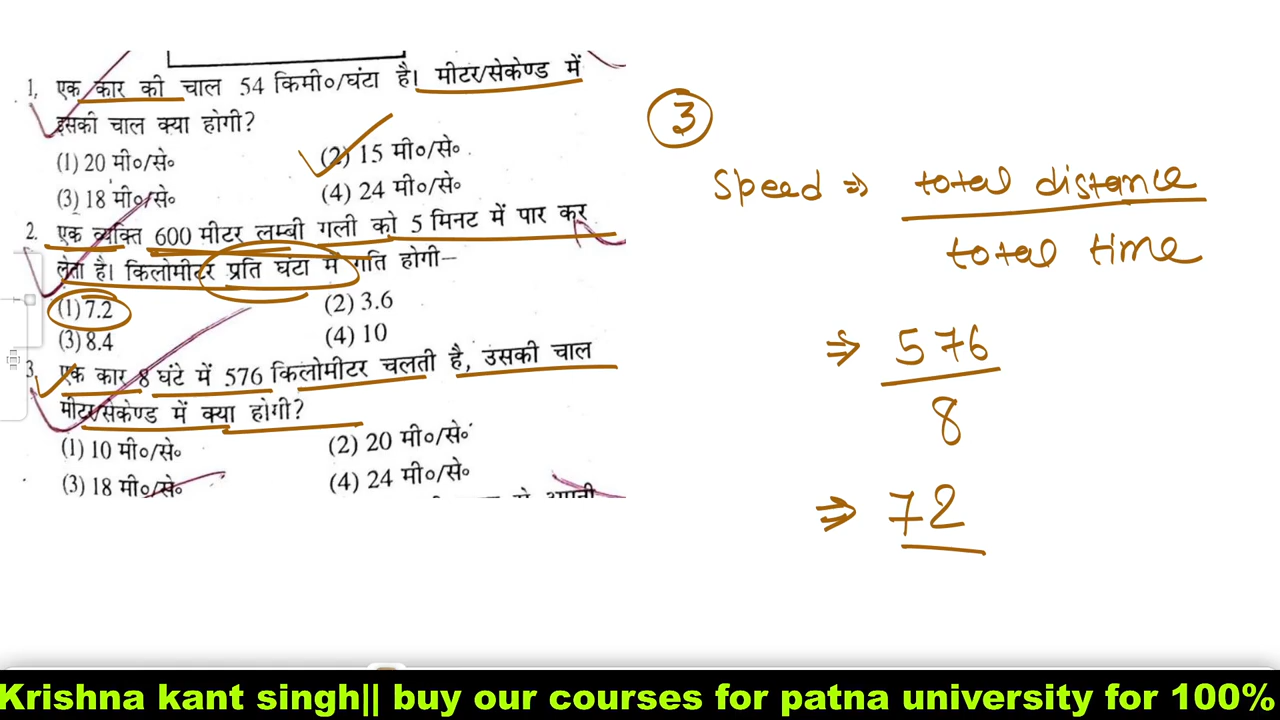 1. एक कार की चाल 54 किमी०/घंटा है। मीटर/सेकेण्ड में
इसकी चाल क्या होगी?
(1) 20 मी०/से०
(2) 15 मी०/से०
(3) 18 मी०/से०
(4) 24 मी०/से०
2. एक व्यक्ति 600 मीटर लम्बी गली को 5 मिनट में पार कर
लेता है। किलोमीटर प्रति घंटा में गति होगी–
(1) 7.2
(2) 3.6
(3) 8.4
(4) 10
3. एक कार 8 घंटे में 576 किलोमीटर चलती है, उसकी चाल
मीटर/सेकेण्ड में क्या होगी?
(1) 10 मी०/से०
(2) 20 मी०/से०
(3) 18 मी०/से०
(4) 24 मी०/से०
3
Speed ⇒ total distance
total time
⇒ 576
8
⇒ 72
Krishna kant singh|| buy our courses for patna university for 100%